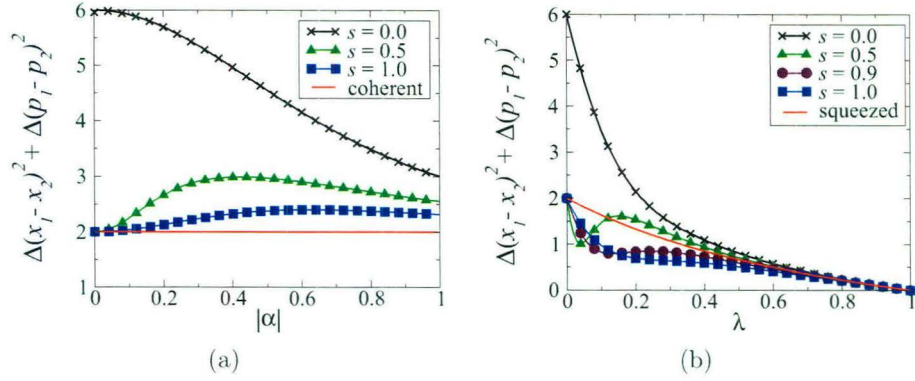 Δ(x₁ - x₂)² + Δ(p₁ - p₂)²
6
5
4
3
2
1
0 0.2 0.4 0.6 0.8 1
|α|
s = 0.0
s = 0.5
s = 1.0
coherent
(a)
Δ(x₁ - x₂)² + Δ(p₁ - p₂)²
6
5
4
3
2
1
0
0 0.2 0.4 0.6 0.8 1
λ
s = 0.0
s = 0.5
s = 0.9
s = 1.0
squeezed
(b)